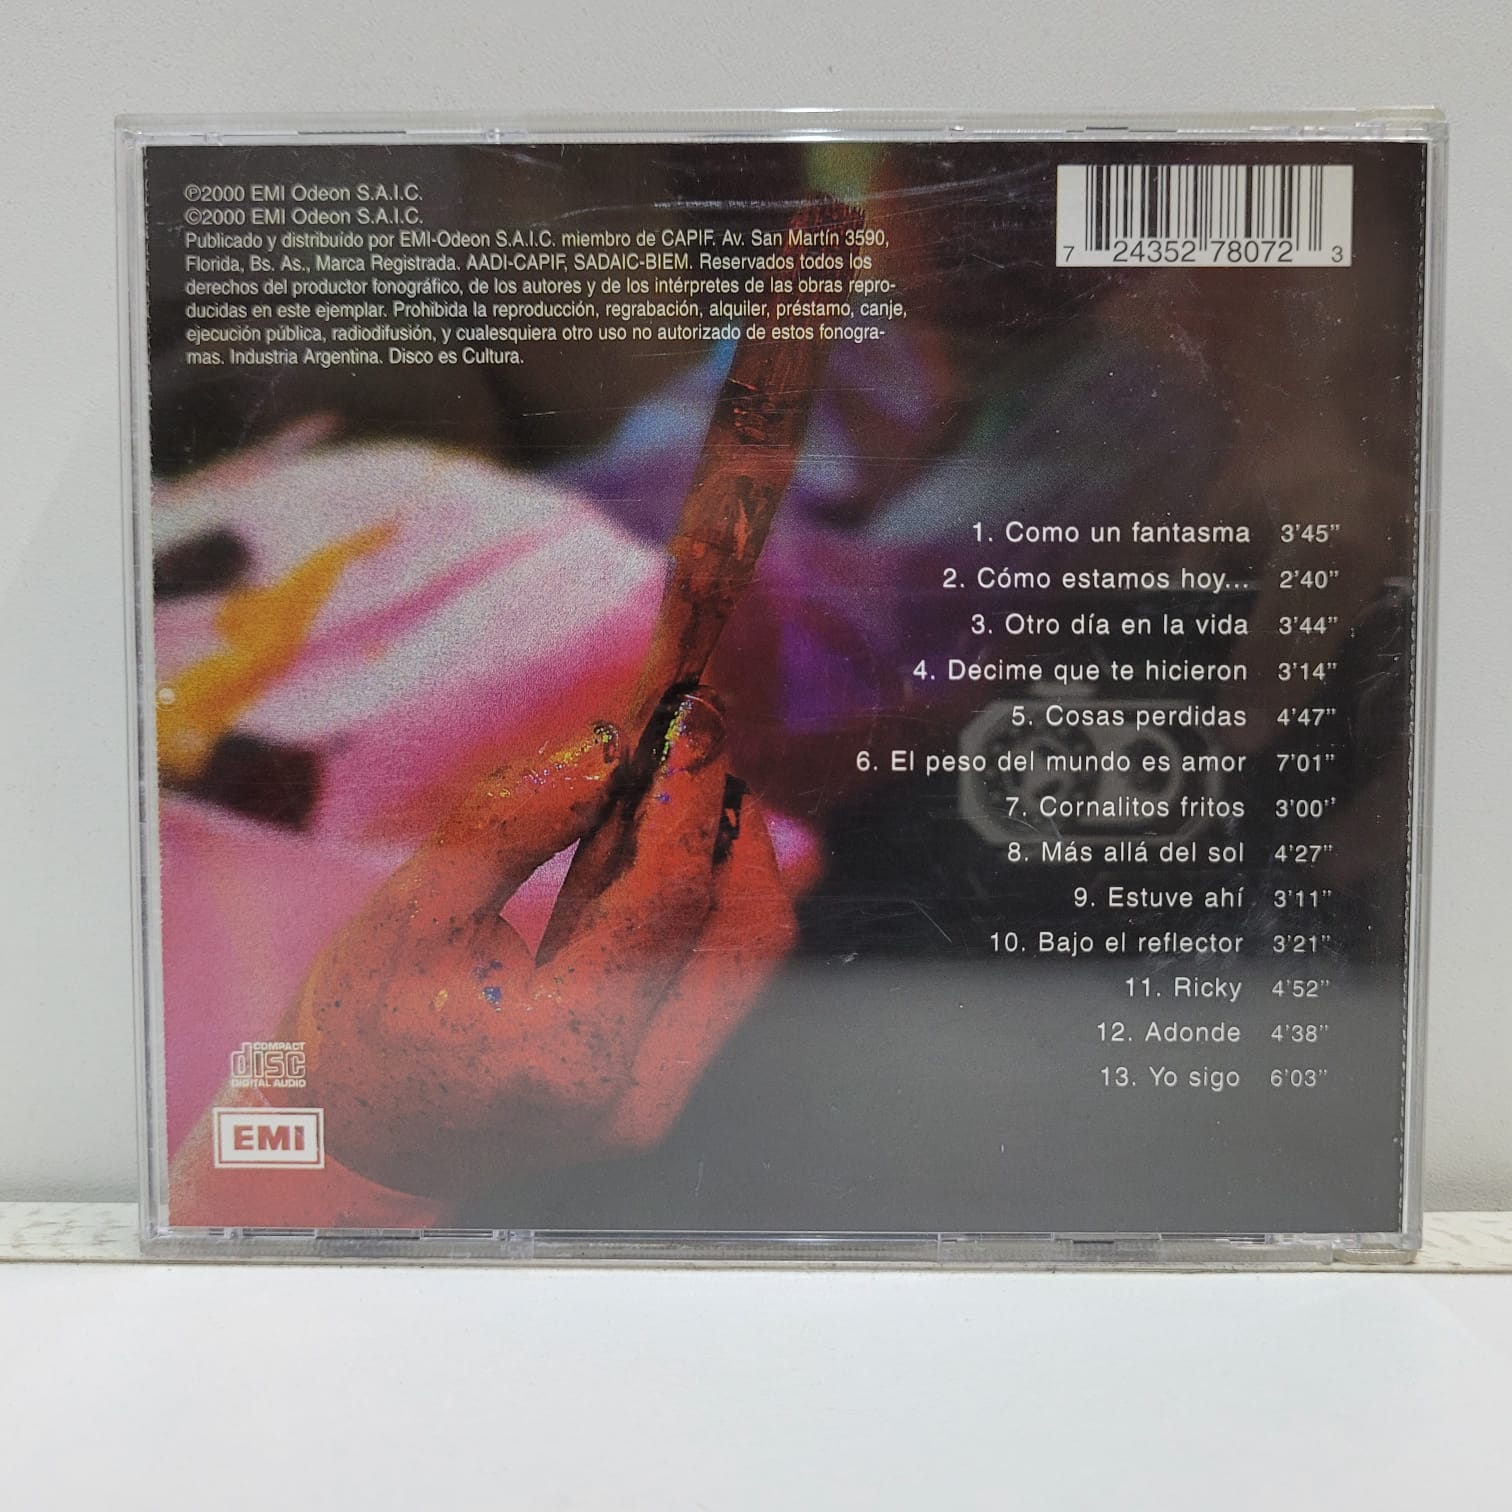 ℗2000 EMI Odeon S.A.I.C.
©2000 EMI Odeon S.A.I.C.
Publicado y distribuido por EMI-Odeon S.A.I.C. miembro de CAPIF. Av. San Martín 3590,
Florida, Bs. As., Marca Registrada. AADI-CAPIF, SADAIC-BIEM. Reservados todos los
derechos del productor fonográfico, de los autores y de los intérpretes de las obras repro-
ducidas en este ejemplar. Prohibida la reproducción, regrabación, alquiler, préstamo, canje,
ejecución pública, radiodifusión, y cualesquiera otro uso no autorizado de estos fonogra-
mas. Industria Argentina. Disco es Cultura.
7 24352 78072 3
1. Como un fantasma 3'45"
2. Cómo estamos hoy... 2'40"
3. Otro día en la vida 3'44"
4. Decime que te hicieron 3'14"
5. Cosas perdidas 4'47"
6. El peso del mundo es amor 7'01"
7. Cornalitos fritos 3'00"
8. Más allá del sol 4'27"
9. Estuve ahí 3'11"
10. Bajo el reflector 3'21"
11. Ricky 4'52"
12. Adonde 4'38"
13. Yo sigo 6'03"
COMPACT
disc
DIGITAL AUDIO
EMI